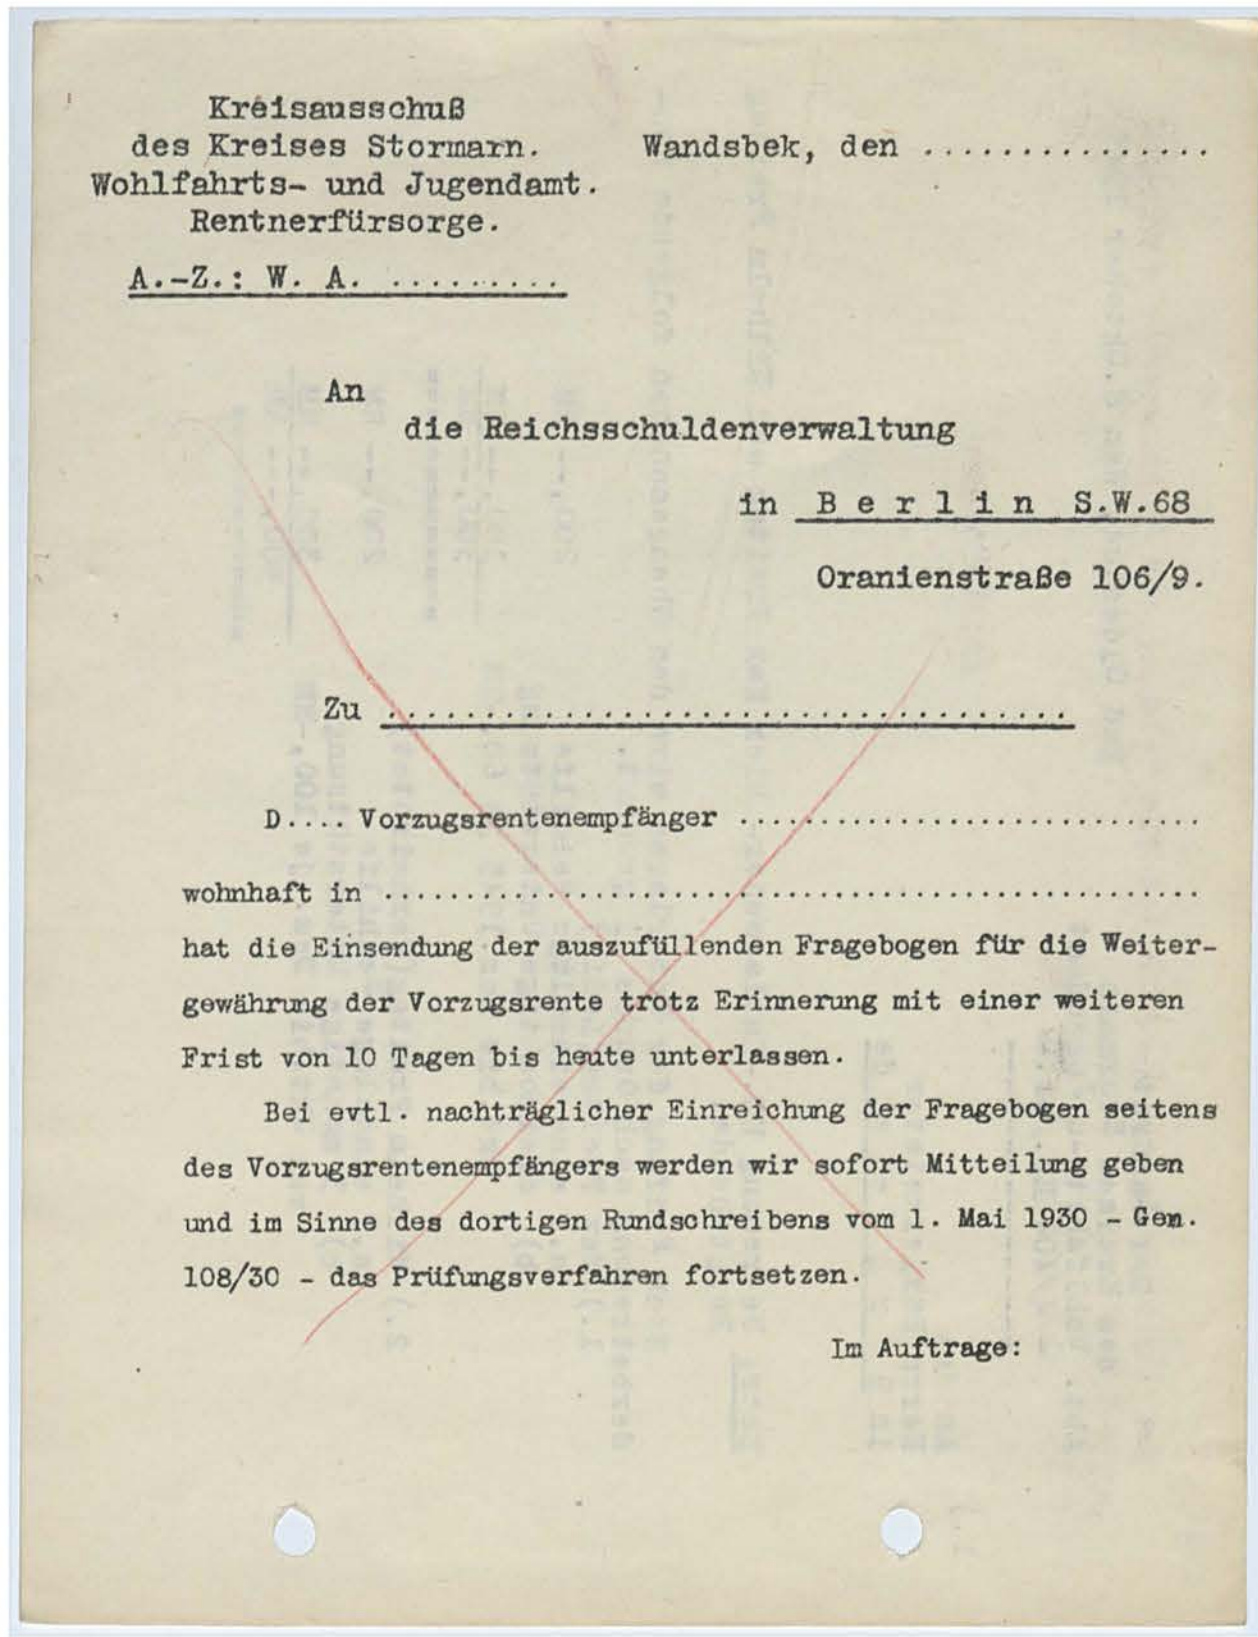 Kreisausschuß
des Kreises Stormarn.
Wohlfahrts- und Jugendamt.
Rentnerfürsorge.
Wandsbek, den ...............
A.-Z.: W. A. .........
An
die Reichsschuldenverwaltung
in B e r l i n S.W.68
Oranienstraße 106/9.
Zu ...................................
D.... Vorzugsrentenempfänger .............................
wohnhaft in ....................................................
hat die Einsendung der auszufüllenden Fragebogen für die Weiter-
gewährung der Vorzugsrente trotz Erinnerung mit einer weiteren
Frist von 10 Tagen bis heute unterlassen.
Bei evtl. nachträglicher Einreichung der Fragebogen seitens
des Vorzugsrentenempfängers werden wir sofort Mitteilung geben
und im Sinne des dortigen Rundschreibens vom 1. Mai 1930 - Gen.
108/30 - das Prüfungsverfahren fortsetzen.
Im Auftrage: